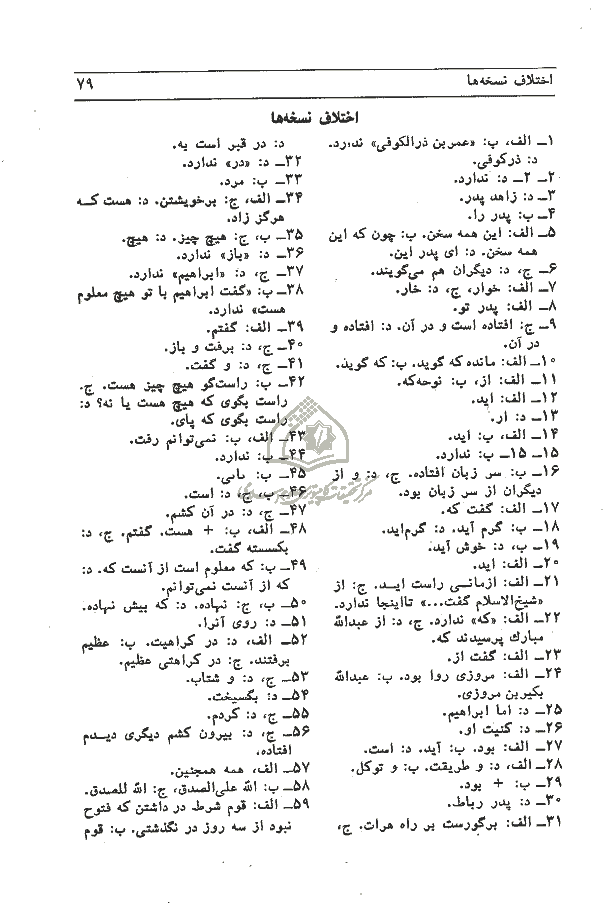 اختلاف نسخه‌ها
۷۹
اختلاف نسخه‌ها
۱ـ الف، ب: «عمربن ذرالکوفی» ندارد.
د: ذرکوفی.
۲ـ ۲ـ د: ندارد.
۳ـ د: زاهد پدر.
۴ـ ب: پدر را.
۵ـ الف: این همه سخن. ب: چون که این
همه سخن. د: ای پدر این.
۶ـ ج، د: دیگران هم می‌گویند.
۷ـ الف: خوار، ج، د: خار.
۸ـ الف: پدر تو.
۹ـ ج: افتاده است و در آن. د: افتاده و
در آن.
۱۰ـ الف: مانده که گوید. ب: که گوید.
۱۱ـ الف: از، ب: نوحه‌که.
۱۲ـ الف: اید.
۱۳ـ د: ار.
۱۴ـ الف، ب: آید.
۱۵ـ ۱۵ـ ب: ندارد.
۱۶ـ ب: سر زبان افتاده. ج، د: و از
دیگران از سر زبان بود.
۱۷ـ الف: گفت که.
۱۸ـ ب: گرم آید. د: گرم‌اید.
۱۹ـ ب، د: خوش آید.
۲۰ـ الف: اید.
۲۱ـ الف: ازمانی راست ایید. ج: از
«شیخ‌الاسلام گفت...» تااینجا ندارد.
۲۲ـ الف: «که» ندارد. ج، د: از عبدالله
مبارك پرسیدند که.
۲۳ـ الف: گفت از.
۲۴ـ الف: مروزی روا بود. ب: عبدالله
بکیربن مروزی.
۲۵ـ د: اما ابراهیم.
۲۶ـ د: کنیت او.
۲۷ـ الف: بود. ب: آید. د: است.
۲۸ـ الف، د: و طریقت. ب: و توکل.
۲۹ـ ب: + بود.
۳۰ـ د: پدر رباط.
۳۱ـ الف: برگورست بر راه هرات. ج،
د: در قبر است به.
۳۲ـ د: «در» ندارد.
۳۳ـ ب: مرد.
۳۴ـ الف، ج: برخویشتن. د: هست کـه
هرگز زاد.
۳۵ـ ب، ج: هیچ چیز. د: هیچ.
۳۶ـ د: «باز» ندارد.
۳۷ـ ج، د: «ابراهیم» ندارد.
۳۸ـ ب: «گفت ابراهیم با تو هیچ معلوم
هست» ندارد.
۳۹ـ الف: گفتم.
۴۰ـ ج، د: برفت و باز.
۴۱ـ ج، د: و گفت.
۴۲ـ ب: راست‌گو هیچ چیز هست. ج.
راست بگوی که هیچ هست یا نه؟ د:
راست بگوی که پای.
۴۳ـ الف، ب: نمی‌توانم رفت.
۴۴ـ ب: ندارد.
۴۵ـ ب:
۴۶ـ ب، ج، د: است.
۴۷ـ ج، د: در آن کشم.
۴۸ـ الف، ب: + هست. گفتم. ج، د:
بکسسته گفت.
۴۹ـ ب: که معلوم است از آنست که. د:
که از آنست نمی‌توانم.
۵۰ـ ب، ج: نهاده. د: که بیش نهاده.
۵۱ـ د: روی آنرا.
۵۲ـ الف، د: در کراهیت. ب: عظیم
برفتند. ج: در کراهتی عظیم.
۵۳ـ ج، د: و شتاب.
۵۴ـ د: بگسیخت.
۵۵ـ ج، د: کردم.
۵۶ـ ج، د: بیرون کشم دیگری دیـدم
افتاده.
۵۷ـ الف، همه همچنین.
۵۸ـ ب: الله علی‌الصدق، ج: الله للصدق.
۵۹ـ الف: قوم شرط در داشتن که فتوح
نبود از سه روز در نگذشتی. ب: قوم